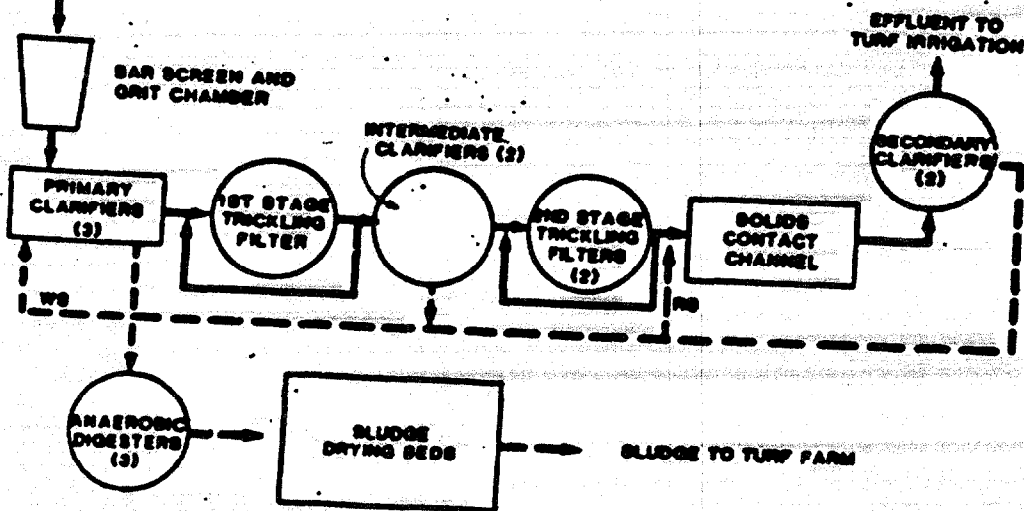 EFFLUENT TO
TURF IRRIGATION
BAR SCREEN AND
GRIT CHAMBER
INTERMEDIATE
CLARIFIERS (2)
SECONDARY
CLARIFIERS
(2)
PRIMARY
CLARIFIERS
(3)
1ST STAGE
TRICKLING
FILTER
2ND STAGE
TRICKLING
FILTERS
(2)
SOLIDS
CONTACT
CHANNEL
WS
RS
ANAEROBIC
DIGESTERS
(3)
SLUDGE
DRYING BEDS
SLUDGE TO TURF FARM